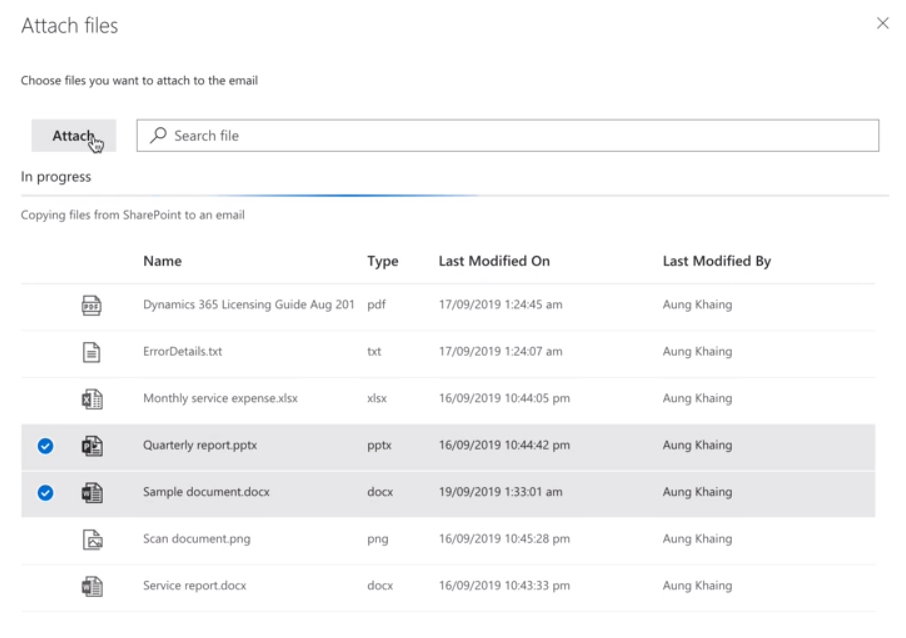 Attach files
Choose files you want to attach to the email
Attach Search file
In progress
Copying files from SharePoint to an email
Name Type Last Modified On Last Modified By
PDF Dynamics 365 Licensing Guide Aug 201 pdf 17/09/2019 1:24:45 am Aung Khaing
ErrorDetails.txt txt 17/09/2019 1:24:07 am Aung Khaing
Monthly service expense.xlsx xlsx 16/09/2019 10:44:05 pm Aung Khaing
Quarterly report.pptx pptx 16/09/2019 10:44:42 pm Aung Khaing
Sample document.docx docx 19/09/2019 1:33:01 am Aung Khaing
Scan document.png png 16/09/2019 10:45:28 pm Aung Khaing
Service report.docx docx 16/09/2019 10:43:33 pm Aung Khaing